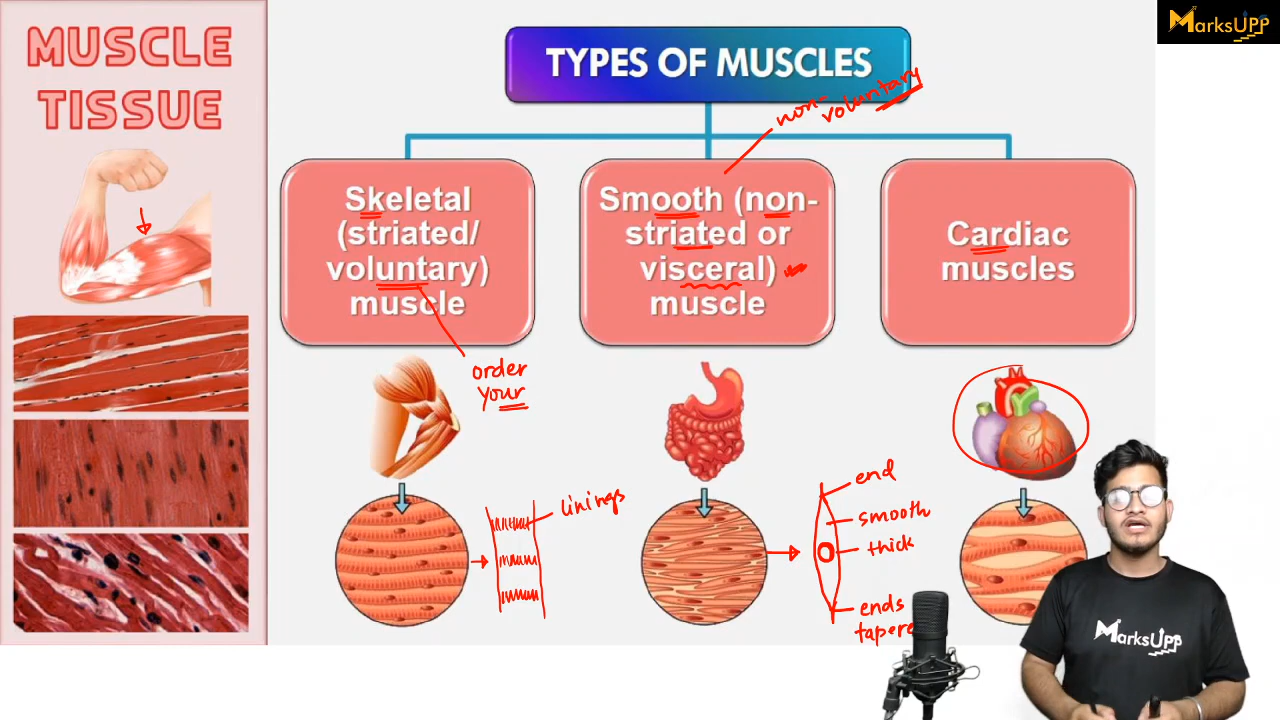 MarksUPP
MUSCLE
TISSUE
TYPES OF MUSCLES
non-
voluntary
Skeletal
(striated/
voluntary)
muscle
Smooth (non-
striated or
visceral)
muscle
Cardiac
muscles
order
your
linings
end
smooth
thick
ends
MarksUPP